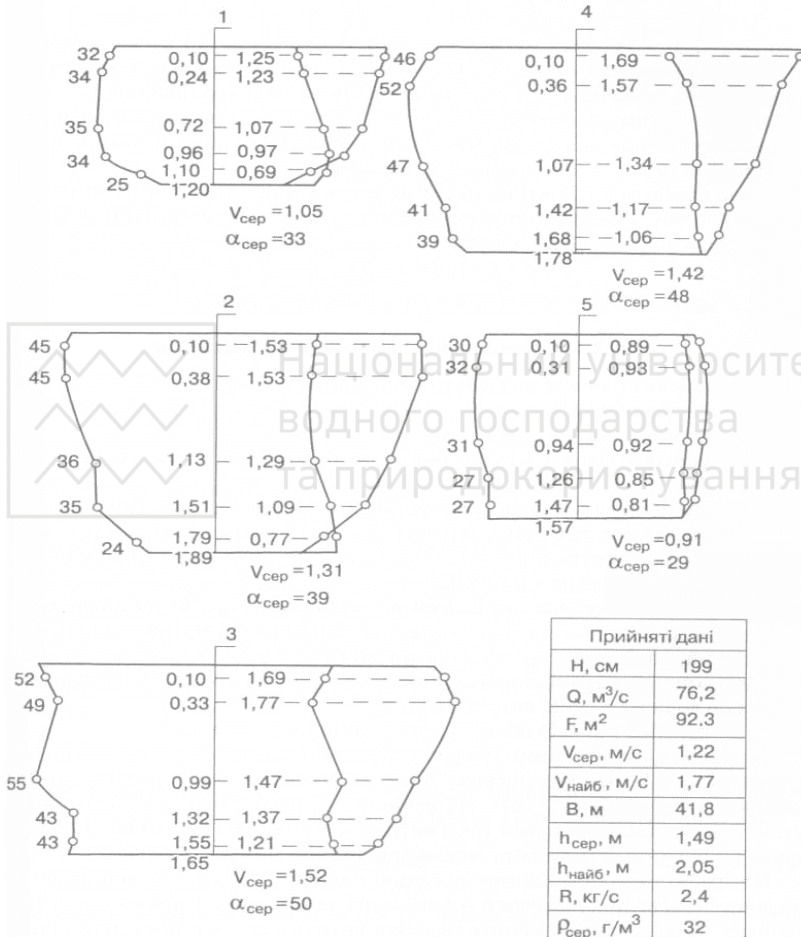 1
32 0,10 1,25
34 0,24 1,23
35 0,72 1,07
34 0,96 0,97
25 1,10 0,69
1,20
Vсер =1,05
αсер =33
4
46 0,10 1,69
52 0,36 1,57
47 1,07 1,34
41 1,42 1,17
39 1,68 1,06
1,78
Vсер =1,42
αсер =48
2
45 0,10 1,53
45 0,38 1,53
36 1,13 1,29
35 1,51 1,09
24 1,79 0,77
1,89
Vсер =1,31
αсер =39
5
30 0,10 0,89
32 0,31 0,93
31 0,94 0,92
27 1,26 0,85
27 1,47 0,81
1,57
Vсер =0,91
αсер =29
Національний університе
водного господарства
та природокористування
3
52 0,10 1,69
49 0,33 1,77
55 0,99 1,47
43 1,32 1,37
43 1,55 1,21
1,65
Vсер =1,52
αсер =50
Прийняті дані
H, см 199
Q, м³/с 76,2
F, м² 92.3
Vсер, м/с 1,22
Vнайб, м/с 1,77
B, м 41,8
hсер, м 1,49
hнайб, м 2,05
R, кг/с 2,4
ρсер, г/м³ 32